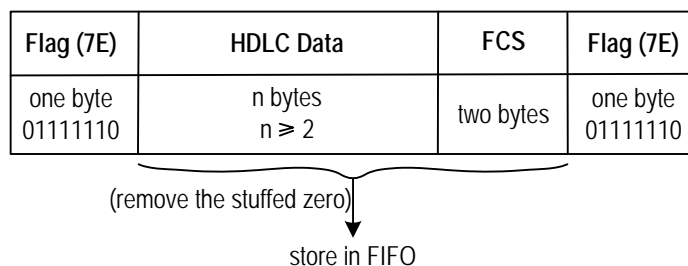 Flag (7E) HDLC Data FCS Flag (7E)
one byte n bytes two bytes one byte
01111110 n ≥ 2 01111110
(remove the stuffed zero)
store in FIFO